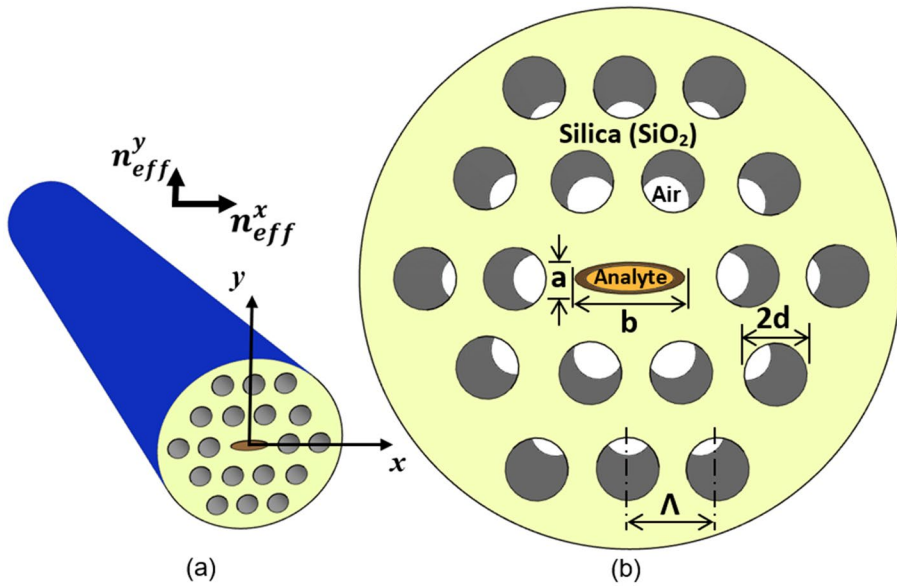 n_eff^y
n_eff^x
y
x
(a)
Silica (SiO₂)
Air
a
Analyte
b
2d
Λ
(b)